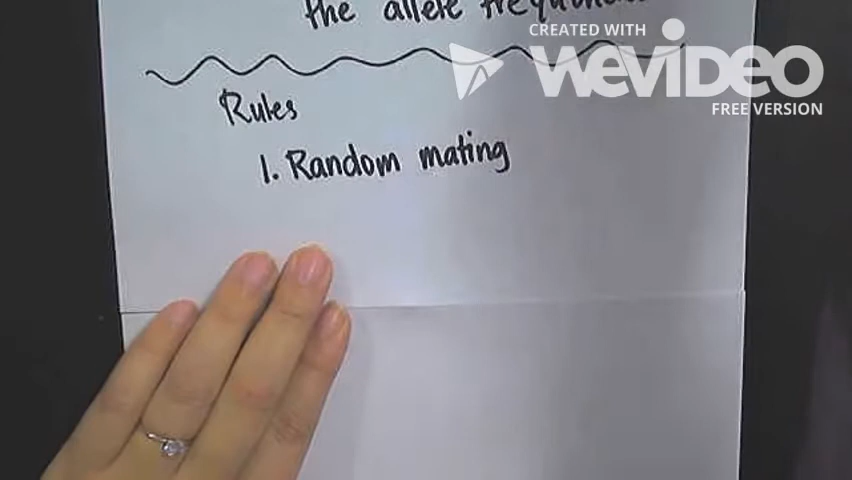 the allele
CREATED WITH
WEVIDEO
FREE VERSION
Rules
1. Random mating